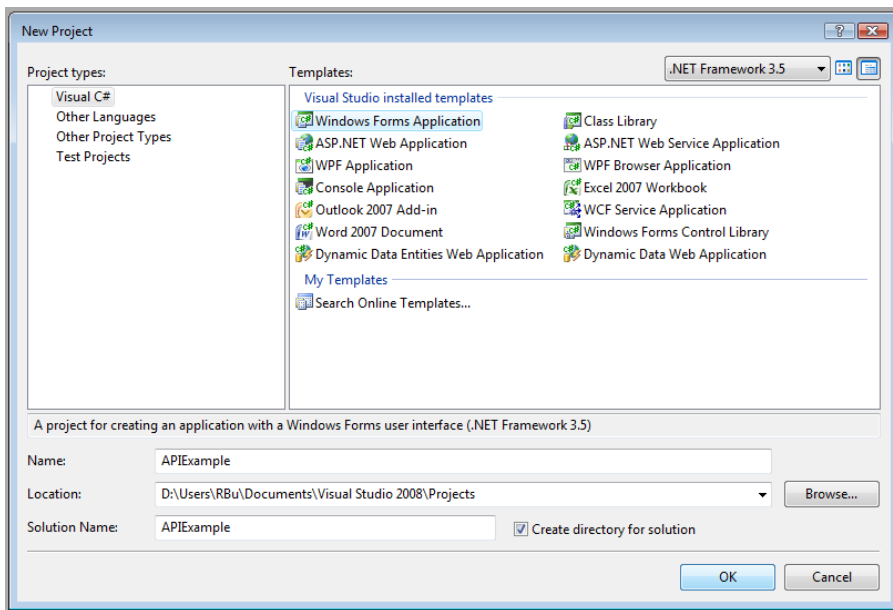 New Project
Project types:
Templates:
.NET Framework 3.5
Visual C#
Other Languages
Other Project Types
Test Projects
Visual Studio installed templates
Windows Forms Application
Class Library
ASP.NET Web Application
ASP.NET Web Service Application
WPF Application
WPF Browser Application
Console Application
Excel 2007 Workbook
Outlook 2007 Add-in
WCF Service Application
Word 2007 Document
Windows Forms Control Library
Dynamic Data Entities Web Application
Dynamic Data Web Application
My Templates
Search Online Templates...
A project for creating an application with a Windows Forms user interface (.NET Framework 3.5)
Name:
APIExample
Location:
D:\Users\RBu\Documents\Visual Studio 2008\Projects
Browse...
Solution Name:
APIExample
Create directory for solution
OK
Cancel